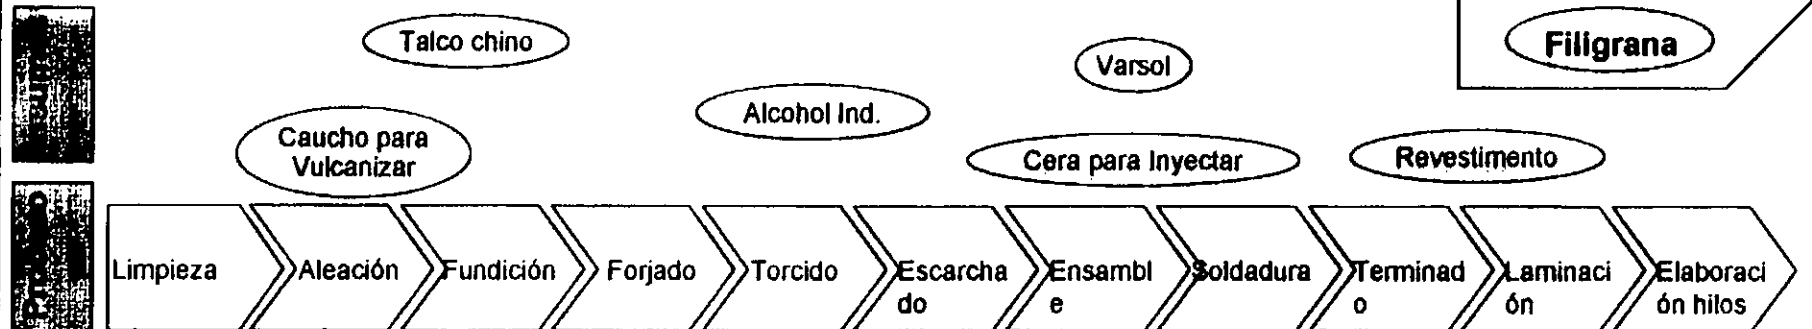 Talco chino
Varsol
Filigrana
Alcohol Ind.
Caucho para
Vulcanizar
Cera para Inyectar
Revestimento
Limpieza
Aleación
Fundición
Forjado
Torcido
Escarcha
do
Ensambl
e
Soldadura
Terminad
o
Laminaci
ón
Elaboraci
ón hilos